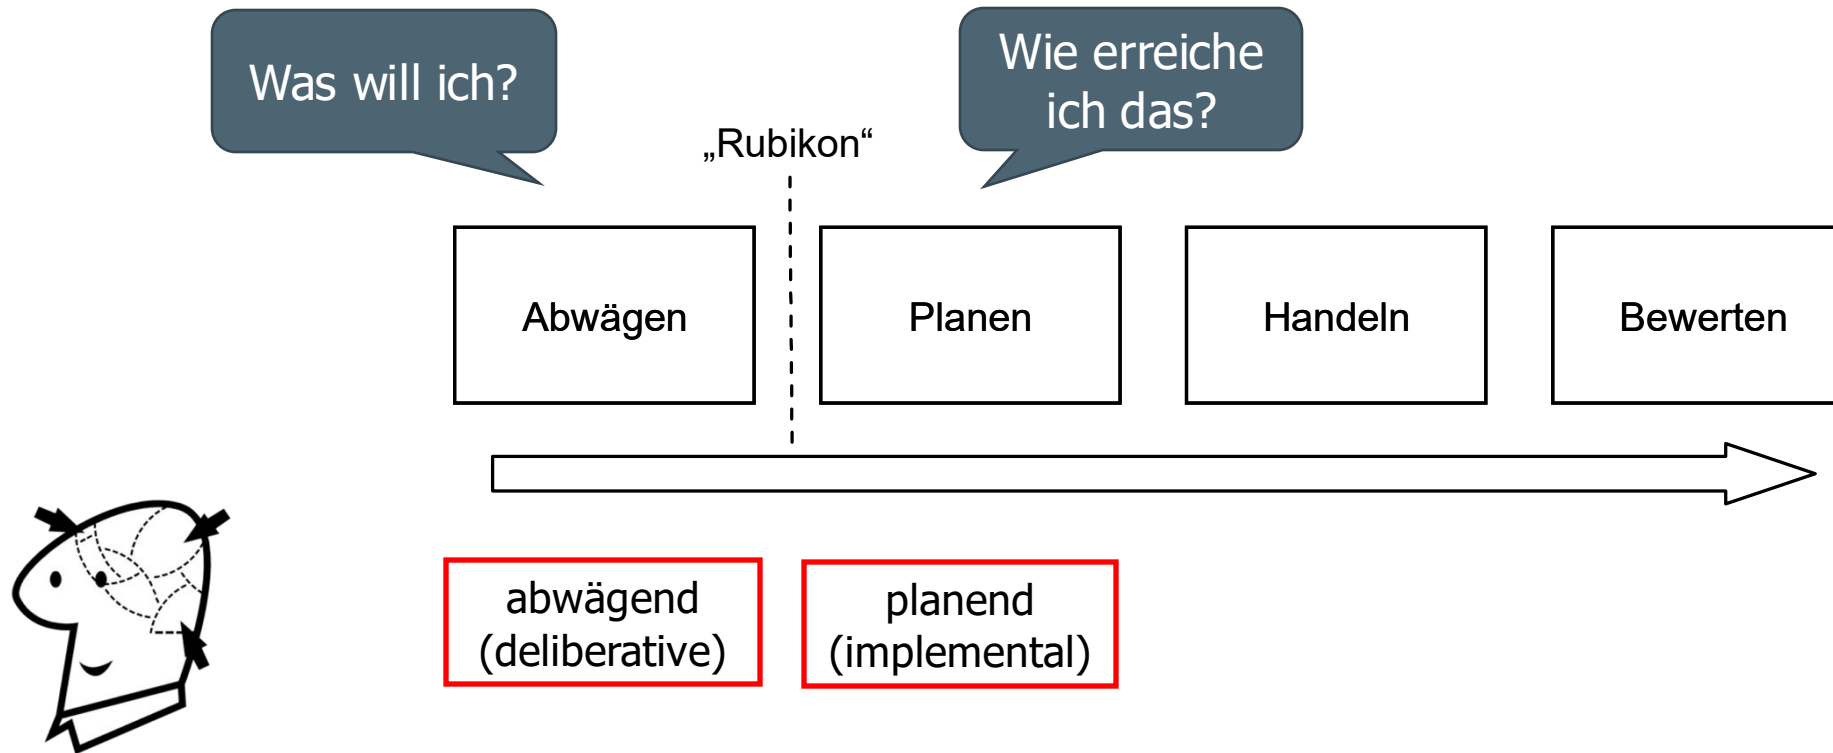 Was will ich?
Wie erreiche
ich das?
„Rubikon“
Abwägen
Planen
Handeln
Bewerten
abwägend
(deliberative)
planend
(implemental)